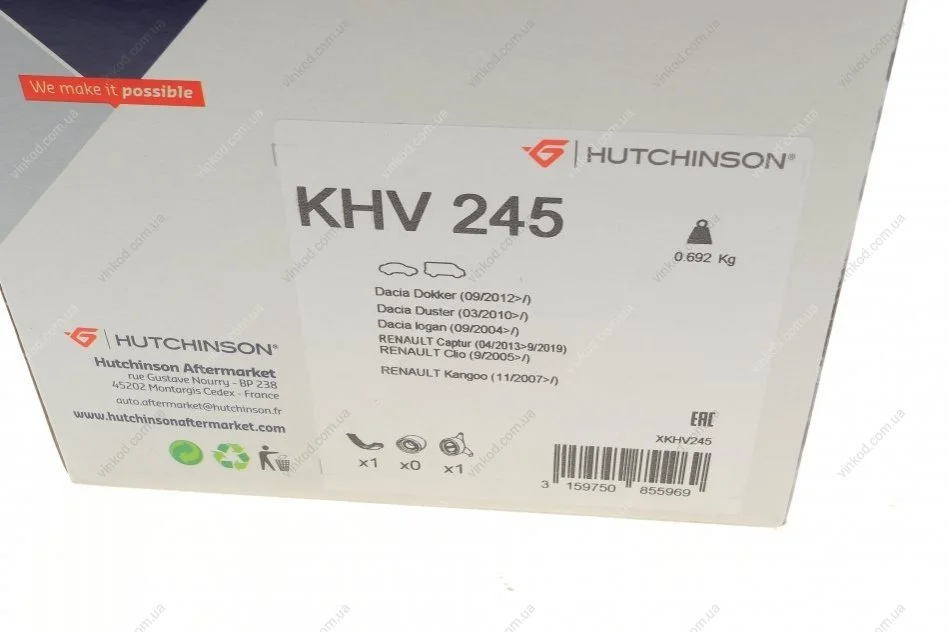 We make it possible
HUTCHINSON®
KHV 245
0.692 Kg
Dacia Dokker (09/2012>/)
Dacia Duster (03/2010>/)
Dacia logan (09/2004>/)
RENAULT Captur (04/2013>9/2019)
RENAULT Clio (9/2005>/)
RENAULT Kangoo (11/2007>/)
HUTCHINSON®
Hutchinson Aftermarket
rue Gustave Nourry - BP 238
45202 Montargis Cedex - France
auto.aftermarket@hutchinson.fr
www.hutchinsonaftermarket.com
x1 x0 x1
EAC
XKHV245
3 159750 855969
vinkod.com.ua